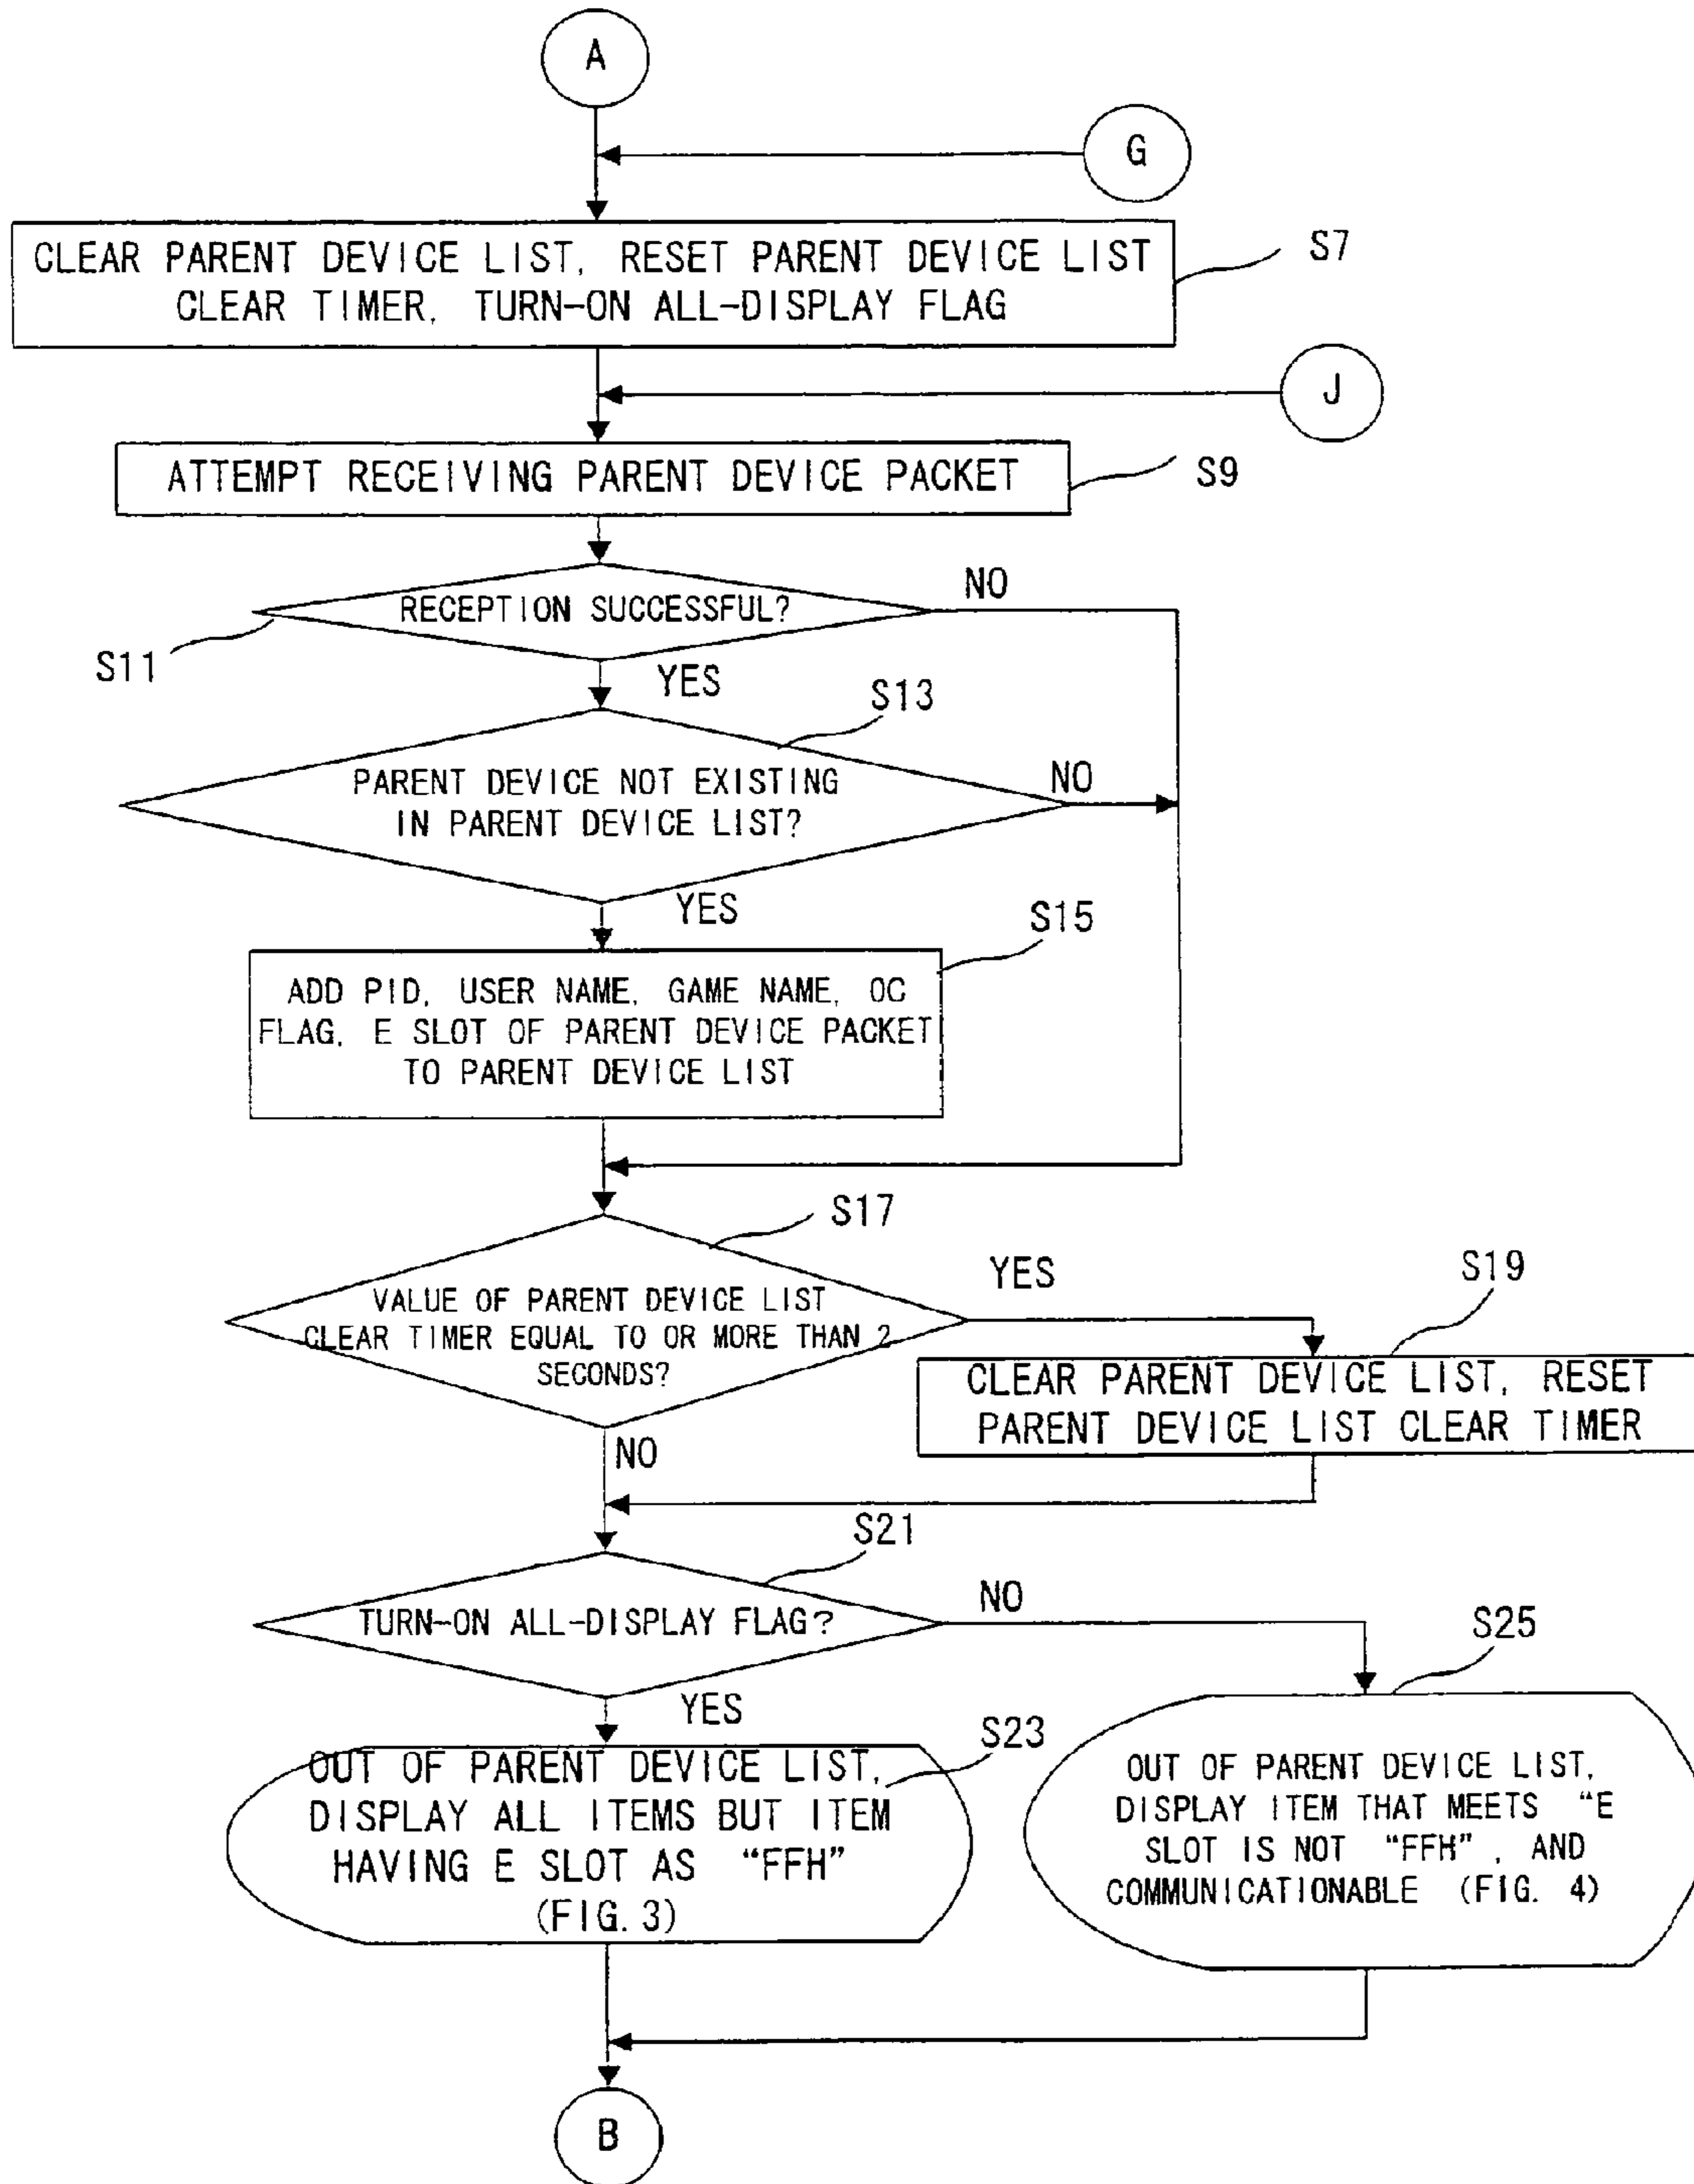 A
G
CLEAR PARENT DEVICE LIST, RESET PARENT DEVICE LIST
CLEAR TIMER, TURN-ON ALL-DISPLAY FLAG
S7
J
ATTEMPT RECEIVING PARENT DEVICE PACKET
S9
RECEPTION SUCCESSFUL?
NO
S11
YES
S13
PARENT DEVICE NOT EXISTING
IN PARENT DEVICE LIST?
NO
YES
S15
ADD PID, USER NAME, GAME NAME, OC
FLAG, E SLOT OF PARENT DEVICE PACKET
TO PARENT DEVICE LIST
S17
VALUE OF PARENT DEVICE LIST
CLEAR TIMER EQUAL TO OR MORE THAN 2
SECONDS?
YES
S19
CLEAR PARENT DEVICE LIST, RESET
PARENT DEVICE LIST CLEAR TIMER
NO
S21
TURN-ON ALL-DISPLAY FLAG?
NO
YES
S23
OUT OF PARENT DEVICE LIST,
DISPLAY ALL ITEMS BUT ITEM
HAVING E SLOT AS “FFH”
(FIG. 3)
S25
OUT OF PARENT DEVICE LIST,
DISPLAY ITEM THAT MEETS “E
SLOT IS NOT “FFH”, AND
COMMUNICATIONABLE (FIG. 4)
B